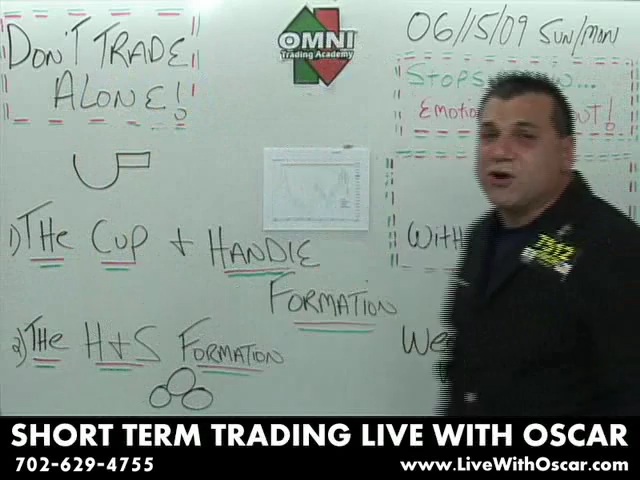 DON'T TRADE
ALONE!
OMNI
Trading Academy
06/15/09 SUN/MON
STOPS
EMOTIO UT!
1) THE CUP + HANDLE
FORMATION
WITH
2) THE H+S FORMATION
WE
SHORT TERM TRADING LIVE WITH OSCAR
702-629-4755
www.LiveWithOscar.com